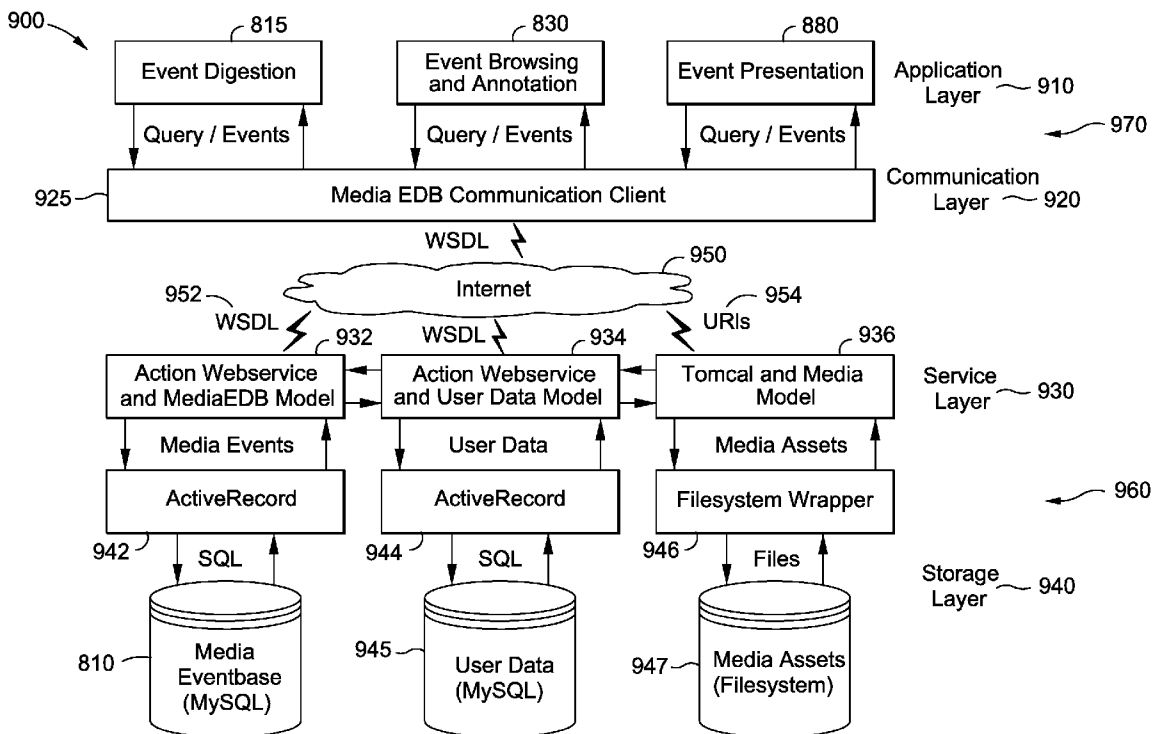 900
815
830
880
Event Digestion
Event Browsing
and Annotation
Event Presentation
Application
Layer
910
Query / Events
Query / Events
Query / Events
970
925
Media EDB Communication Client
Communication
Layer
920
WSDL
950
Internet
952
WSDL
WSDL
954
URIs
932
934
936
Action Webservice
and MediaEDB Model
Action Webservice
and User Data Model
Tomcal and Media
Model
Service
Layer
930
Media Events
User Data
Media Assets
ActiveRecord
ActiveRecord
Filesystem Wrapper
960
942
944
946
SQL
SQL
Files
Storage
Layer
940
810
Media
Eventbase
(MySQL)
945
User Data
(MySQL)
947
Media Assets
(Filesystem)